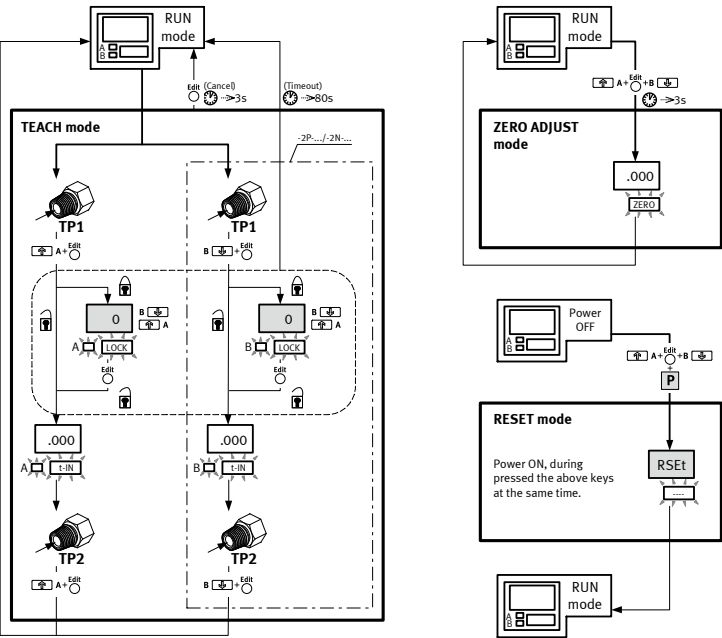 RUN
mode
A
B
Edit
(Cancel)
->3s
(Timeout)
->80s
TEACH mode
-2P-.../-2N-...
TP1
TP1
A+ Edit
B + Edit
0
B
A
0
B
A
A LOCK
B LOCK
Edit
Edit
.000
.000
A t-IN
B t-IN
TP2
TP2
A+ Edit
B + Edit
RUN
mode
A
B
A+ Edit +B
->3s
ZERO ADJUST
mode
.000
ZERO
Power
OFF
A
B
A+ Edit +B
+
P
RESET mode
Power ON, during
pressed the above keys
at the same time.
RSEt
----
RUN
mode
A
B